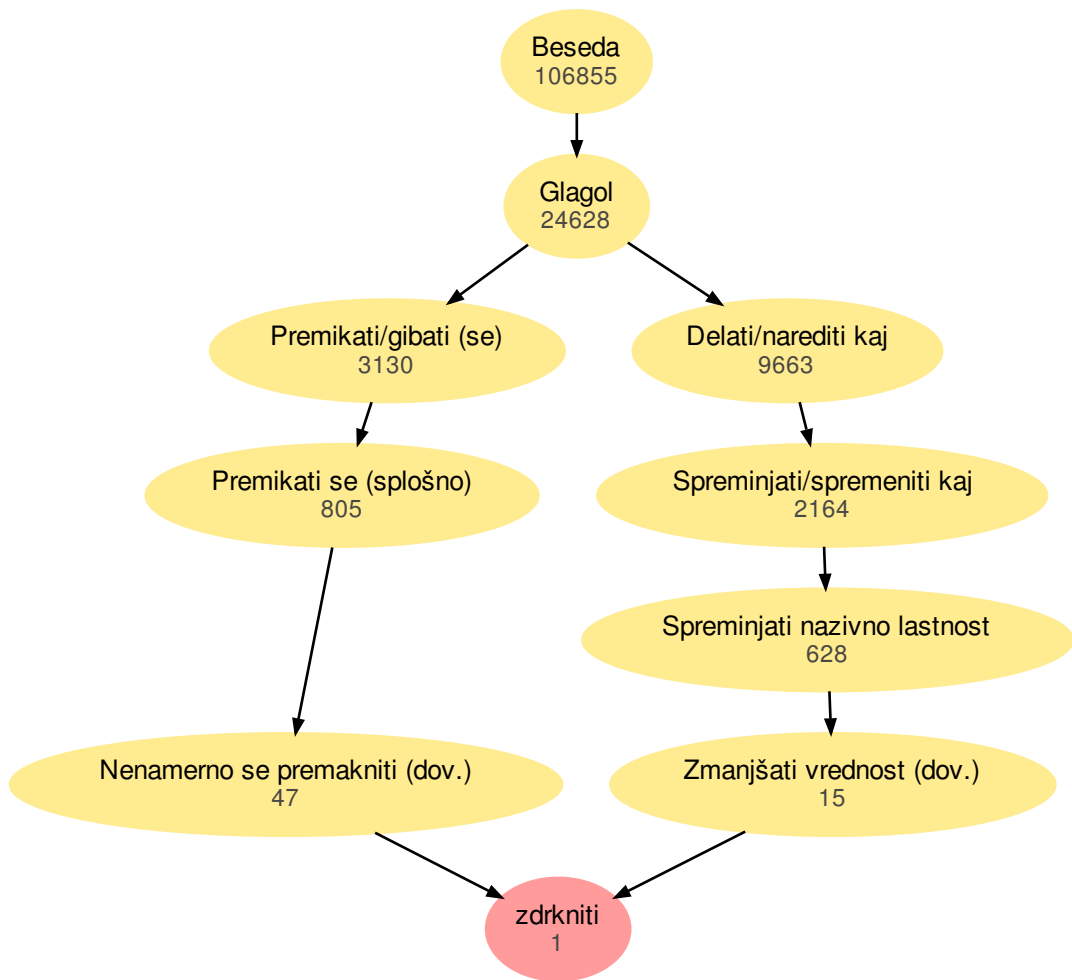 Beseda
106855
Glagol
24628
Premikati/gibati (se)
3130
Delati/narediti kaj
9663
Premikati se (splošno)
805
Spreminjati/spremeniti kaj
2164
Spreminjati nazivno lastnost
628
Nenamerno se premakniti (dov.)
47
Zmanjšati vrednost (dov.)
15
zdrkniti
1